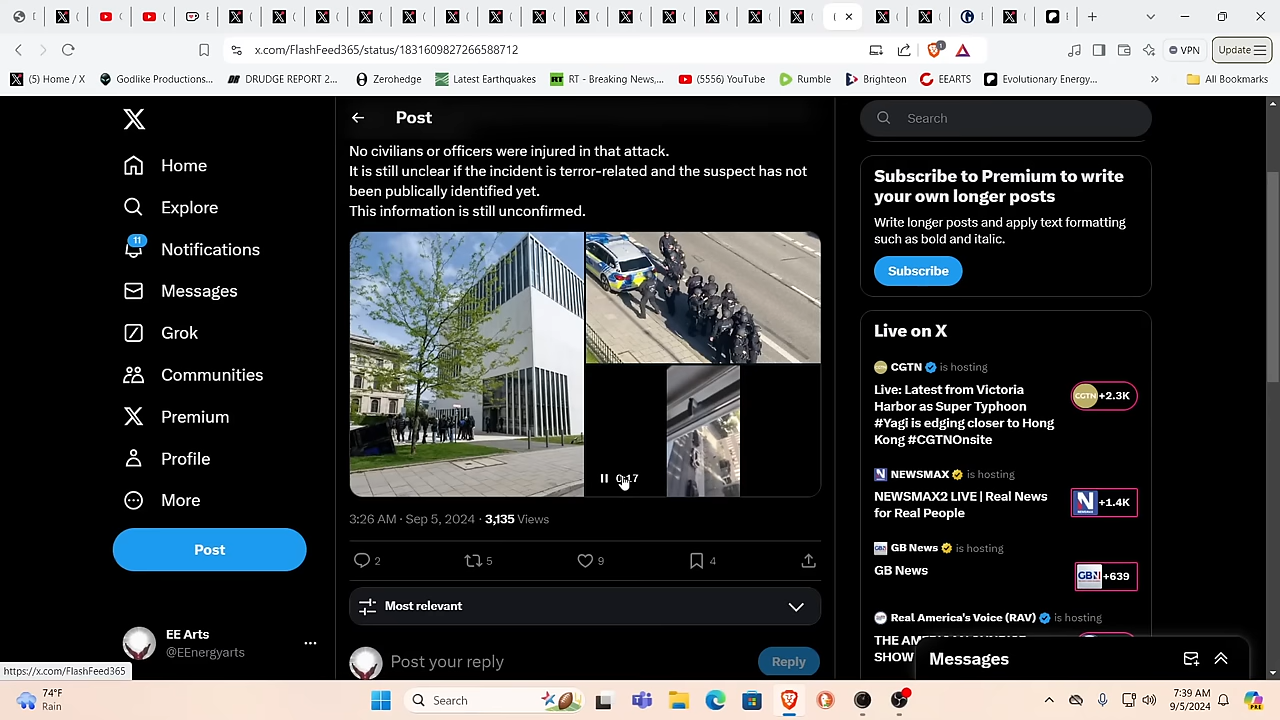 x.com/FlashFeed365/status/1831609827266588712
1
VPN
Update
(5) Home / X
Godlike Productions...
DRUDGE REPORT 2...
Zerohedge
Latest Earthquakes
RT - Breaking News,...
(5556) YouTube
Rumble
Brighteon
EEARTS
Evolutionary Energy...
All Bookmarks
Home
Explore
11
Notifications
Messages
Grok
Communities
Premium
Profile
More
Post
EE Arts
@EEnergyarts
https://x.com/FlashFeed365
Post
No civilians or officers were injured in that attack.
It is still unclear if the incident is terror-related and the suspect has not
been publically identified yet.
This information is still unconfirmed.
3:26 AM · Sep 5, 2024 · 3,135 Views
2
5
9
4
Most relevant
Post your reply
Reply
Search
Subscribe to Premium to write
your own longer posts
Write longer posts and apply text formatting
such as bold and italic.
Subscribe
Live on X
CGTN is hosting
Live: Latest from Victoria
Harbor as Super Typhoon
#Yagi is edging closer to Hong
Kong #CGTNOnsite
CGTN +2.3K
NEWSMAX is hosting
NEWSMAX2 LIVE | Real News
for Real People
+1.4K
GB News is hosting
GB News
GBN +639
Real America's Voice (RAV) is hosting
SHOW
Messages
74°F
Rain
Search
7:39 AM
9/5/2024